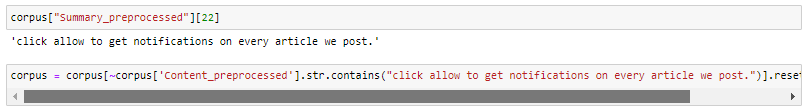 corpus["Summary_preprocessed"][22]
'click allow to get notifications on every article we post.'
corpus = corpus[~corpus['Content_preprocessed'].str.contains("click allow to get notifications on every article we post.")].reset